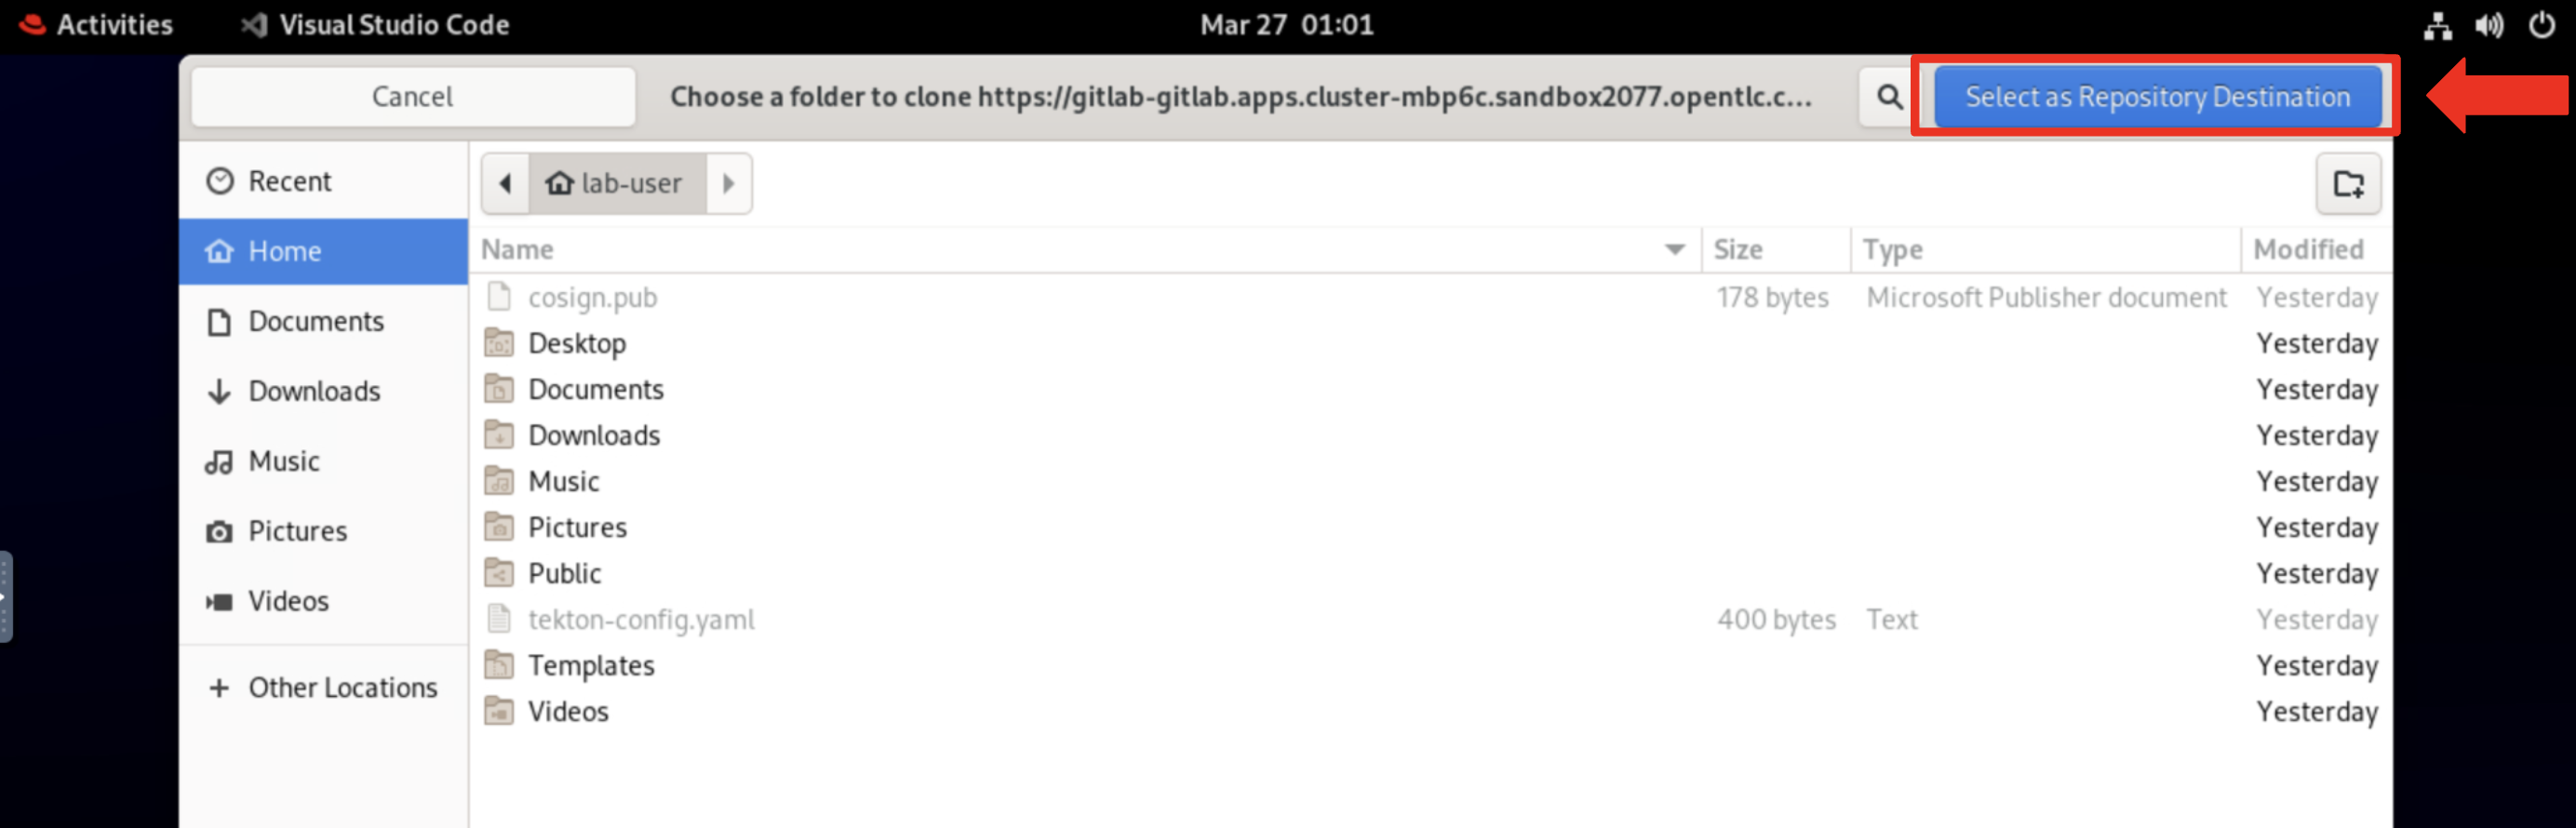 Activities Visual Studio Code Mar 27 01:01
Cancel Choose a folder to clone https://gitlab-gitlab.apps.cluster-mbp6c.sandbox2077.opentlc.c... Select as Repository Destination
Recent
Home
Documents
Downloads
Music
Pictures
Videos
Other Locations
lab-user
Name Size Type Modified
cosign.pub 178 bytes Microsoft Publisher document Yesterday
Desktop Yesterday
Documents Yesterday
Downloads Yesterday
Music Yesterday
Pictures Yesterday
Public Yesterday
tekton-config.yaml 400 bytes Text Yesterday
Templates Yesterday
Videos Yesterday